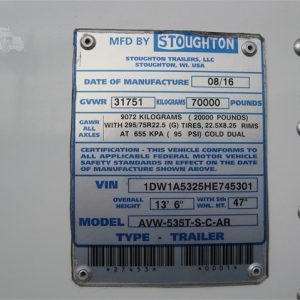 MFD BY STOUGHTON
STOUGHTON TRAILERS, LLC
STOUGHTON, WI. USA
DATE OF MANUFACTURE 08/16
GVWR 31751 KILOGRAMS 70000 POUNDS
GAWR ALL AXLES 9072 KILOGRAMS ( 20000 POUNDS)
WITH 295/75R22.5 (G) TIRES, 22.5x8.25 RIMS
AT 655 KPA ( 95 PSI) COLD DUAL
CERTIFICATION - THIS VEHICLE CONFORMS TO
ALL APPLICABLE FEDERAL MOTOR VEHICLE
SAFETY STANDARDS IN EFFECT ON THE
DATE OF MANUFACTURE SHOWN ABOVE.
VIN 1DW1A5325HE745301
OVERALL HEIGHT 13' 6" WITH 5th WHL. HT. 47"
MODEL AVW-535T-S-C-AR
TYPE - TRAILER
*27453* *0001*